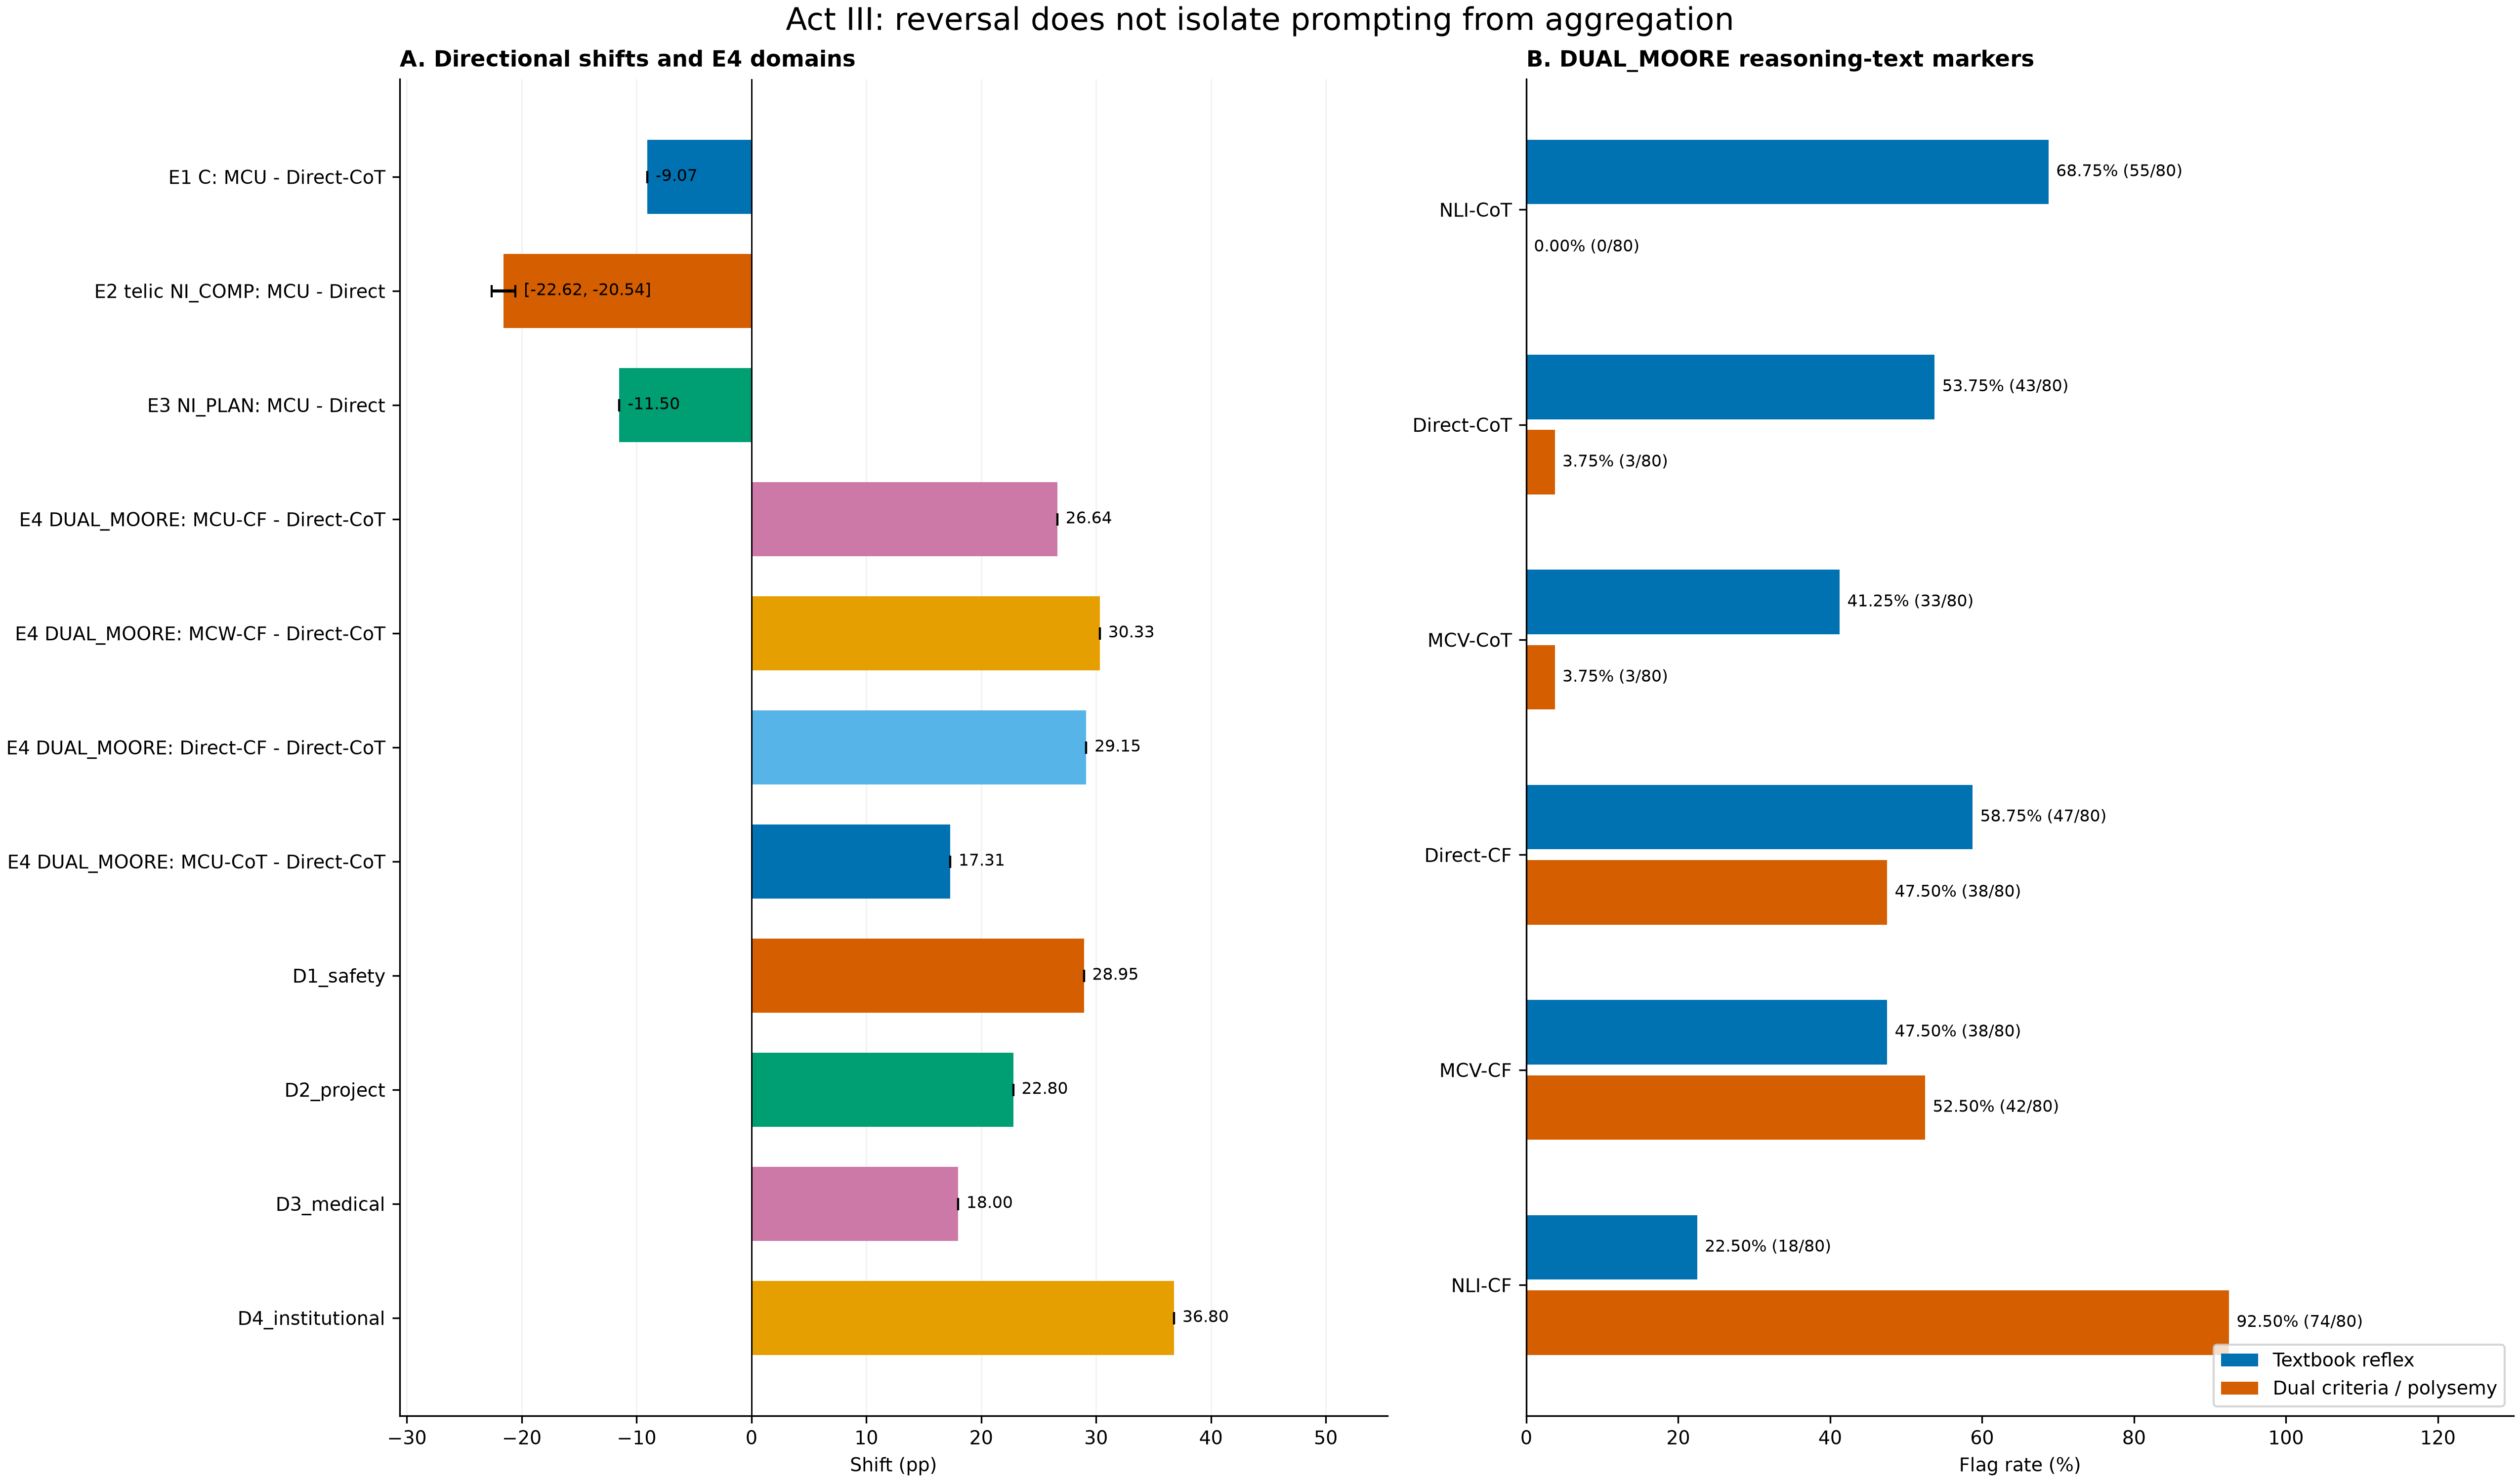 Act III: reversal does not isolate prompting from aggregation
A. Directional shifts and E4 domains
E1 C: MCU - Direct-CoT
-9.07
E2 telic NI_COMP: MCU - Direct
[-22.62, -20.54]
E3 NI_PLAN: MCU - Direct
-11.50
E4 DUAL_MOORE: MCU-CF - Direct-CoT
26.64
E4 DUAL_MOORE: MCW-CF - Direct-CoT
30.33
E4 DUAL_MOORE: Direct-CF - Direct-CoT
29.15
E4 DUAL_MOORE: MCU-CoT - Direct-CoT
17.31
D1_safety
28.95
D2_project
22.80
D3_medical
18.00
D4_institutional
36.80
−30 −20 −10 0 10 20 30 40 50
Shift (pp)
B. DUAL_MOORE reasoning-text markers
68.75% (55/80)
NLI-CoT
0.00% (0/80)
53.75% (43/80)
Direct-CoT
3.75% (3/80)
41.25% (33/80)
MCV-CoT
3.75% (3/80)
58.75% (47/80)
Direct-CF
47.50% (38/80)
47.50% (38/80)
MCV-CF
52.50% (42/80)
22.50% (18/80)
NLI-CF
92.50% (74/80)
Textbook reflex
Dual criteria / polysemy
0 20 40 60 80 100 120
Flag rate (%)